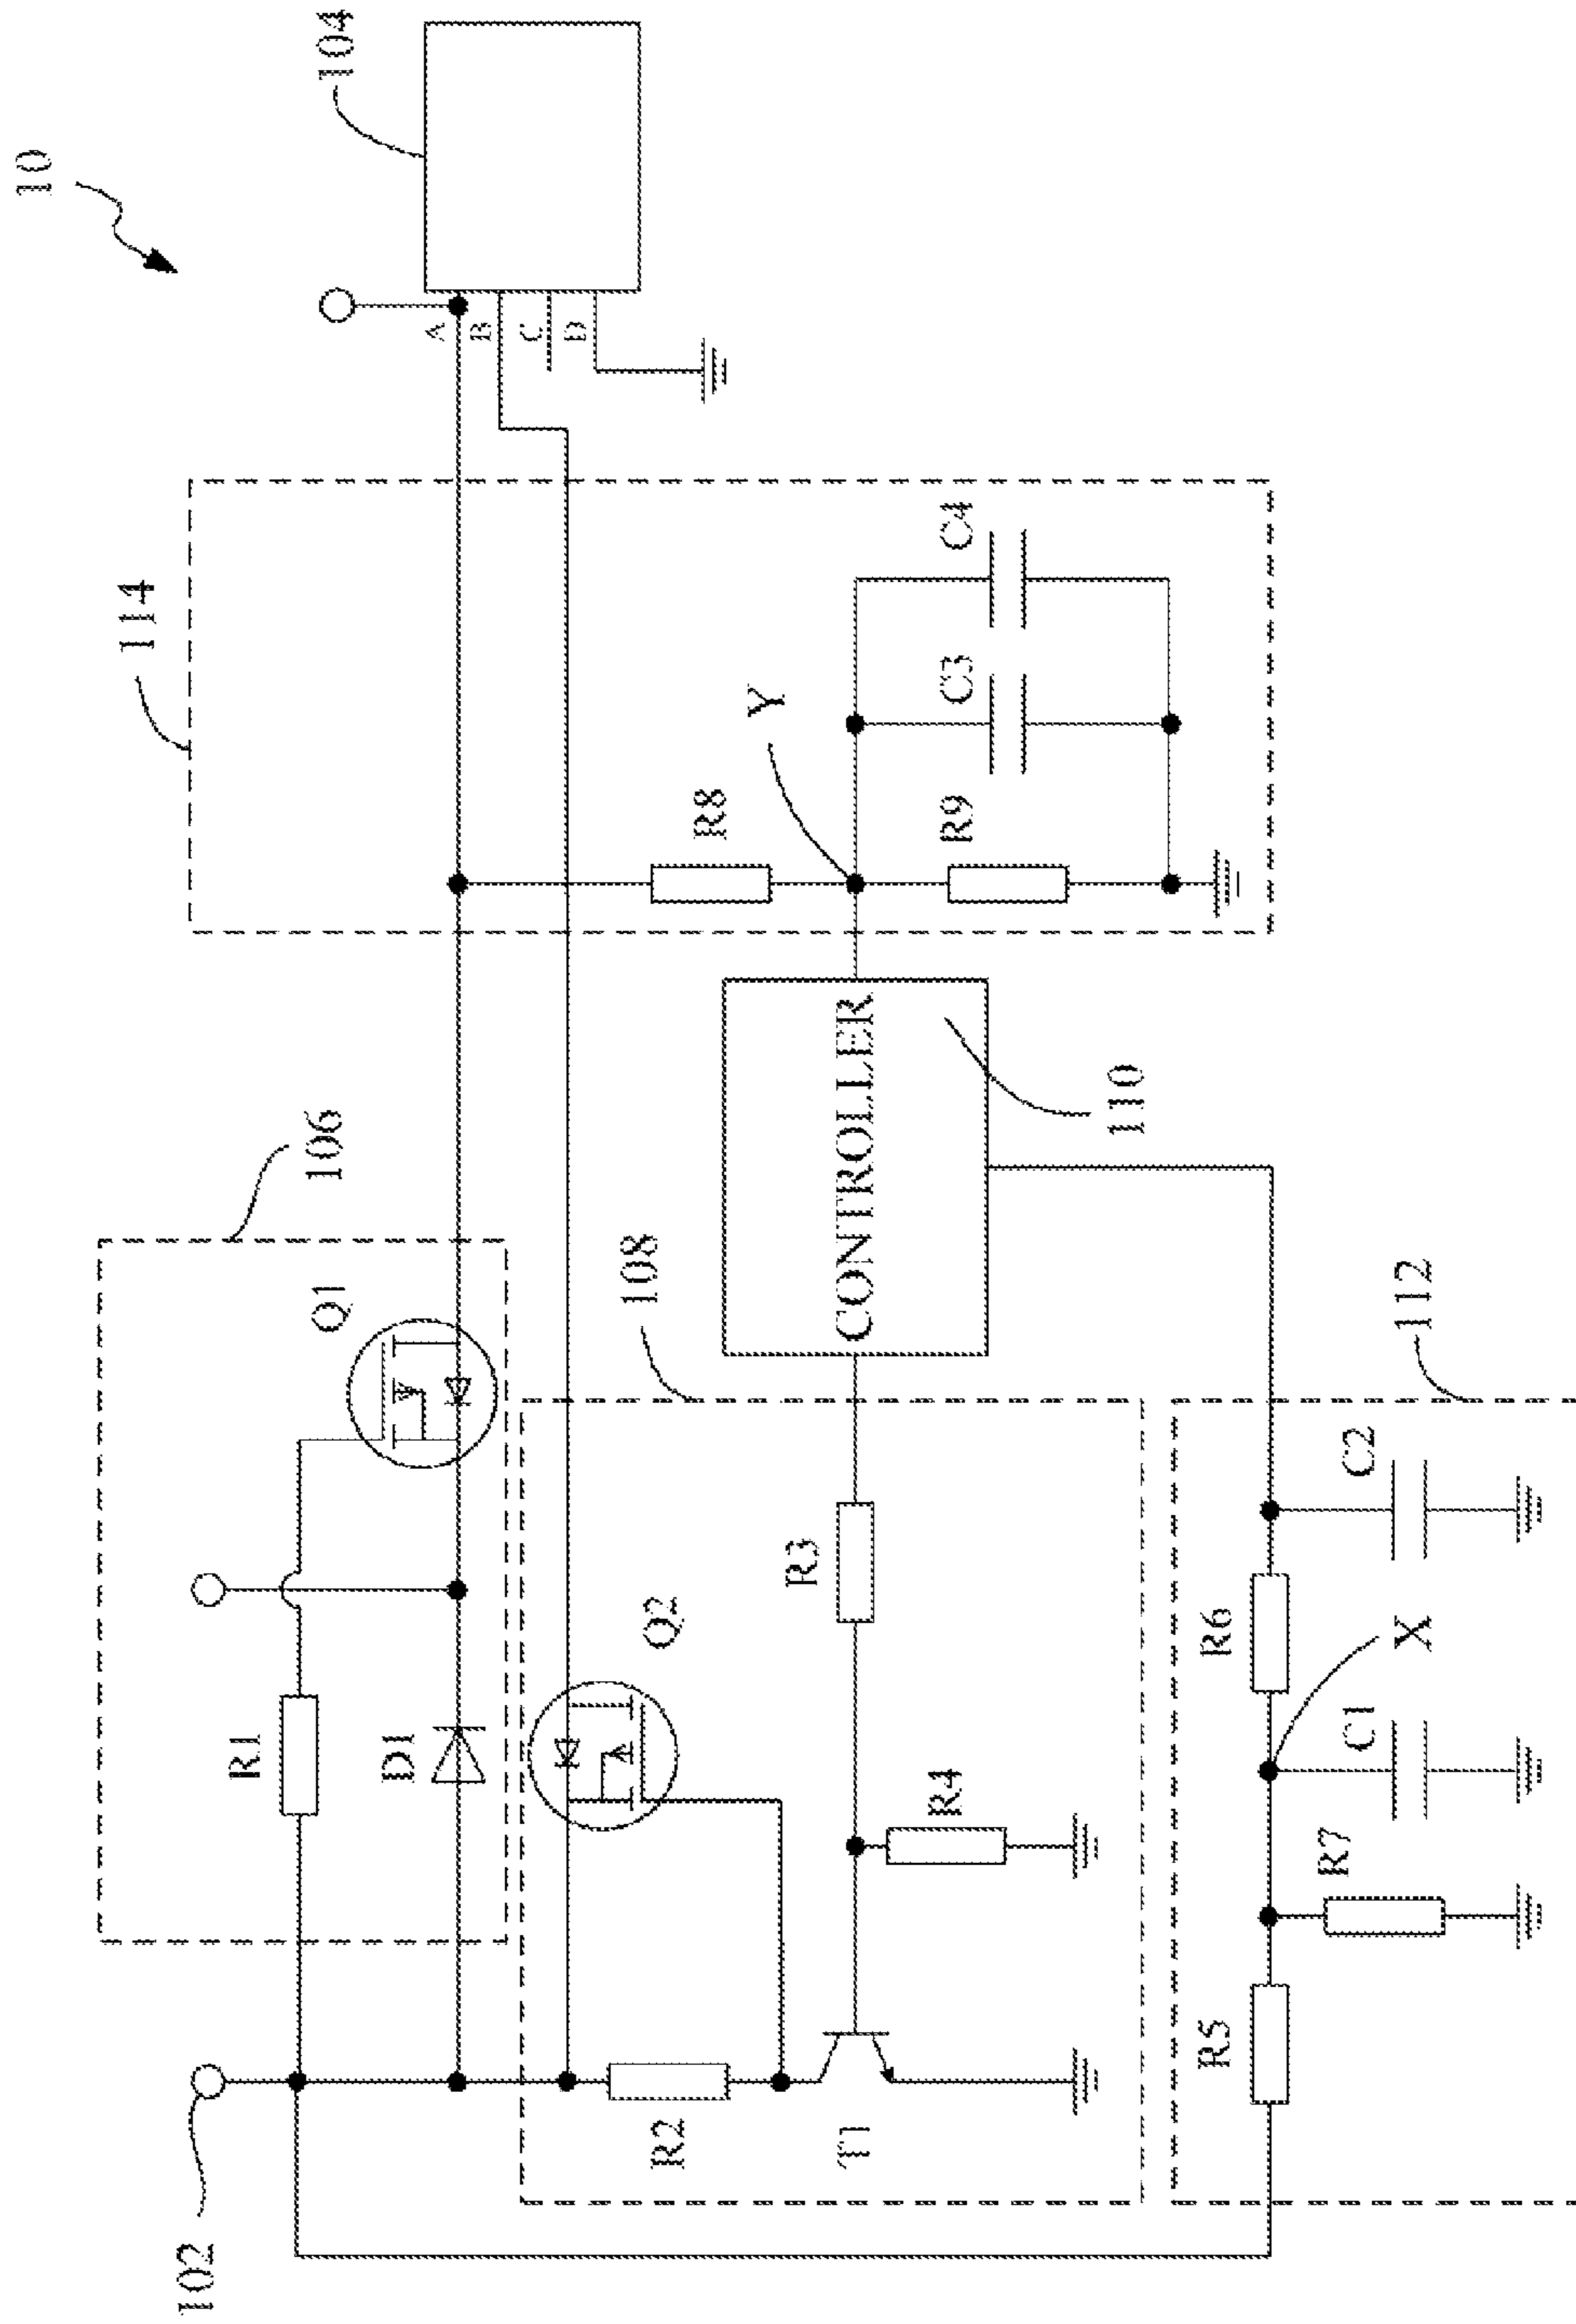 10
104
A
B
C
D
114
Y
R8
C3
C4
R9
106
Q1
R1
D1
108
CONTROLLER
110
Q2
R3
R4
R2
T1
102
112
R6
X
C2
C1
R7
R5